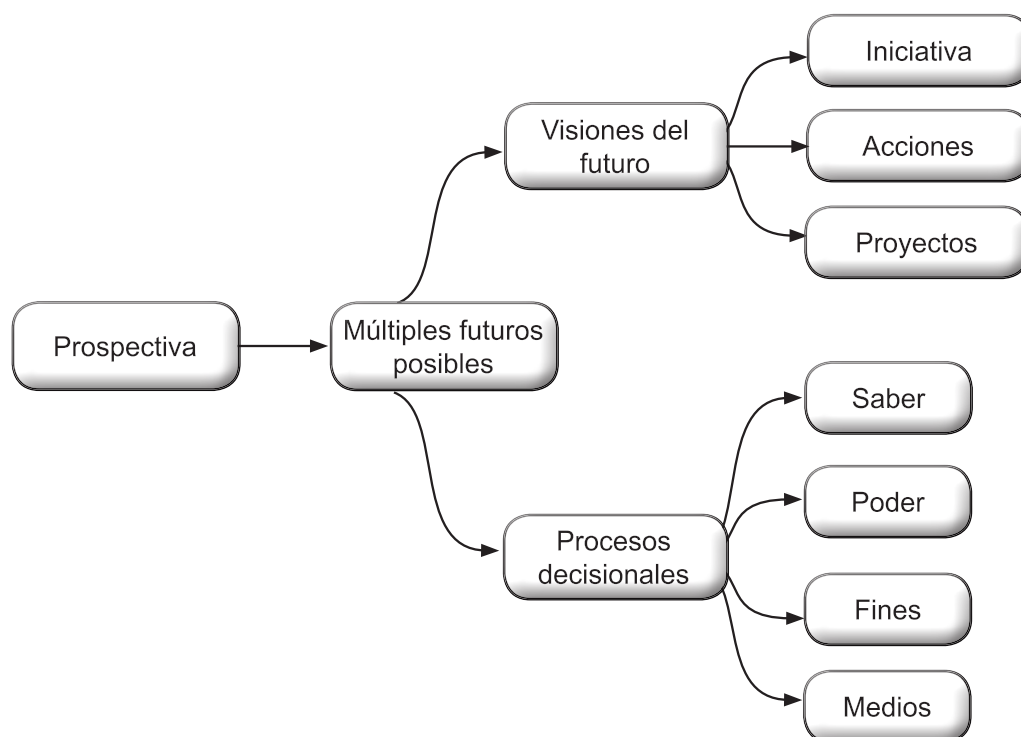 Prospectiva
Múltiples futuros
posibles
Visiones del
futuro
Iniciativa
Acciones
Proyectos
Procesos
decisionales
Saber
Poder
Fines
Medios